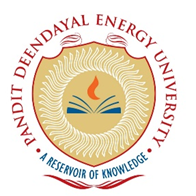 PANDIT DEENDAYAL ENERGY UNIVERSITY
• A RESERVOIR OF KNOWLEDGE •